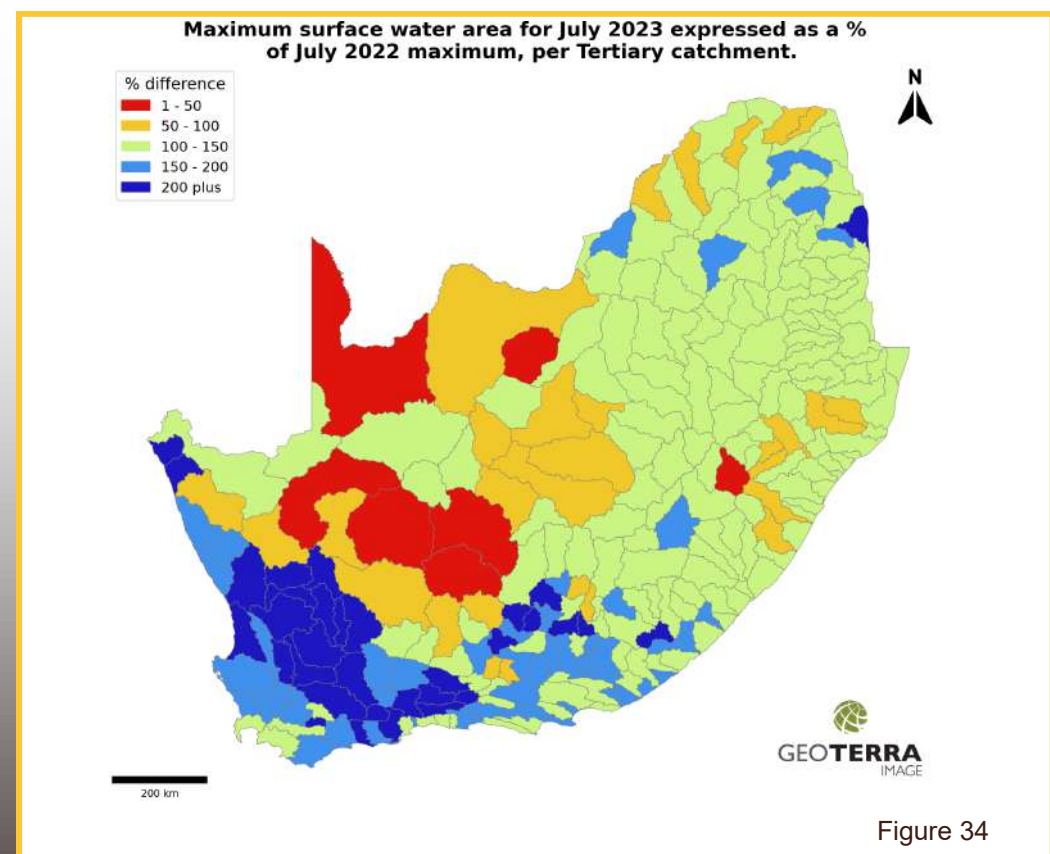 Maximum surface water area for July 2023 expressed as a %
of July 2022 maximum, per Tertiary catchment.
% difference
1 - 50
50 - 100
100 - 150
150 - 200
200 plus
N
GEOTERRA
IMAGE
200 km
Figure 34